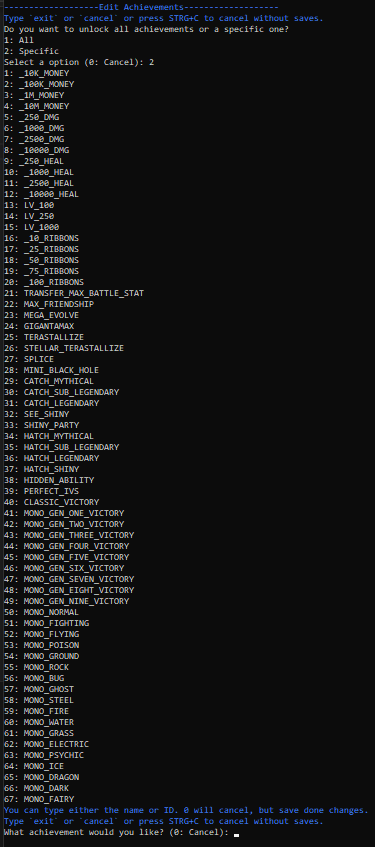 -------------------Edit Achievements-------------------
Type `exit` or `cancel` or press STRG+C to cancel without saves.
Do you want to unlock all achievements or a specific one?
1: All
2: Specific
Select a option (0: Cancel): 2
1: _10K_MONEY
2: _100K_MONEY
3: _1M_MONEY
4: _10M_MONEY
5: _250_DMG
6: _1000_DMG
7: _2500_DMG
8: _10000_DMG
9: _250_HEAL
10: _1000_HEAL
11: _2500_HEAL
12: _10000_HEAL
13: LV_100
14: LV_250
15: LV_1000
16: _10_RIBBONS
17: _25_RIBBONS
18: _50_RIBBONS
19: _75_RIBBONS
20: _100_RIBBONS
21: TRANSFER_MAX_BATTLE_STAT
22: MAX_FRIENDSHIP
23: MEGA_EVOLVE
24: GIGANTAMAX
25: TERASTALLIZE
26: STELLAR_TERASTALLIZE
27: SPLICE
28: MINI_BLACK_HOLE
29: CATCH_MYTHICAL
30: CATCH_SUB_LEGENDARY
31: CATCH_LEGENDARY
32: SEE_SHINY
33: SHINY_PARTY
34: HATCH_MYTHICAL
35: HATCH_SUB_LEGENDARY
36: HATCH_LEGENDARY
37: HATCH_SHINY
38: HIDDEN_ABILITY
39: PERFECT_IVS
40: CLASSIC_VICTORY
41: MONO_GEN_ONE_VICTORY
42: MONO_GEN_TWO_VICTORY
43: MONO_GEN_THREE_VICTORY
44: MONO_GEN_FOUR_VICTORY
45: MONO_GEN_FIVE_VICTORY
46: MONO_GEN_SIX_VICTORY
47: MONO_GEN_SEVEN_VICTORY
48: MONO_GEN_EIGHT_VICTORY
49: MONO_GEN_NINE_VICTORY
50: MONO_NORMAL
51: MONO_FIGHTING
52: MONO_FLYING
53: MONO_POISON
54: MONO_GROUND
55: MONO_ROCK
56: MONO_BUG
57: MONO_GHOST
58: MONO_STEEL
59: MONO_FIRE
60: MONO_WATER
61: MONO_GRASS
62: MONO_ELECTRIC
63: MONO_PSYCHIC
64: MONO_ICE
65: MONO_DRAGON
66: MONO_DARK
67: MONO_FAIRY
You can type either the name or ID. 0 will cancel, but save done changes.
Type `exit` or `cancel` or press STRG+C to cancel without saves.
What achievement would you like? (0: Cancel):